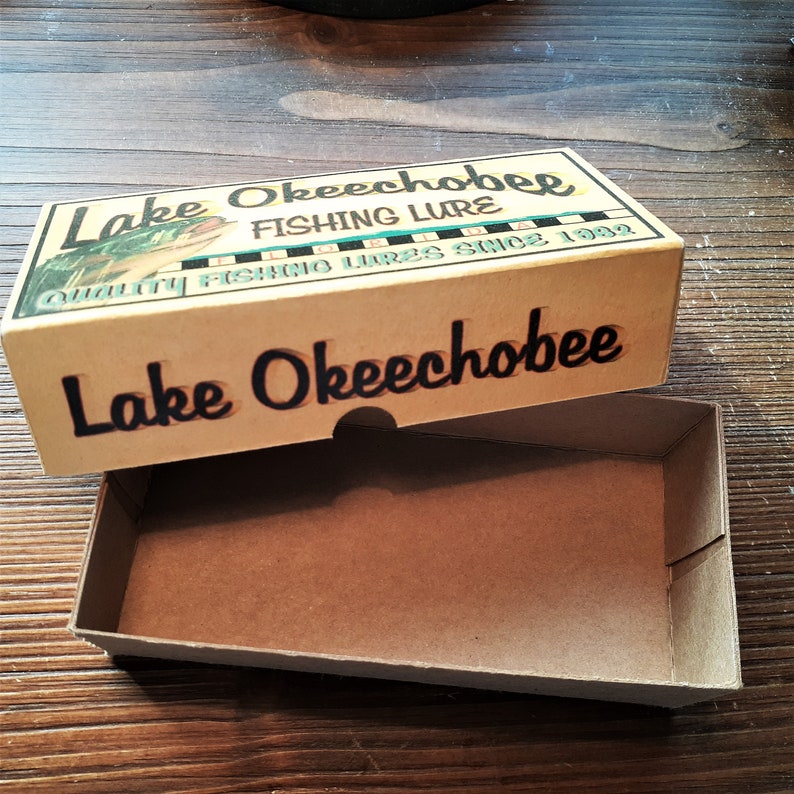 Lake Okeechobee
FISHING LURE
FLORIDA
QUALITY FISHING LURES SINCE 1932
Lake Okeechobee